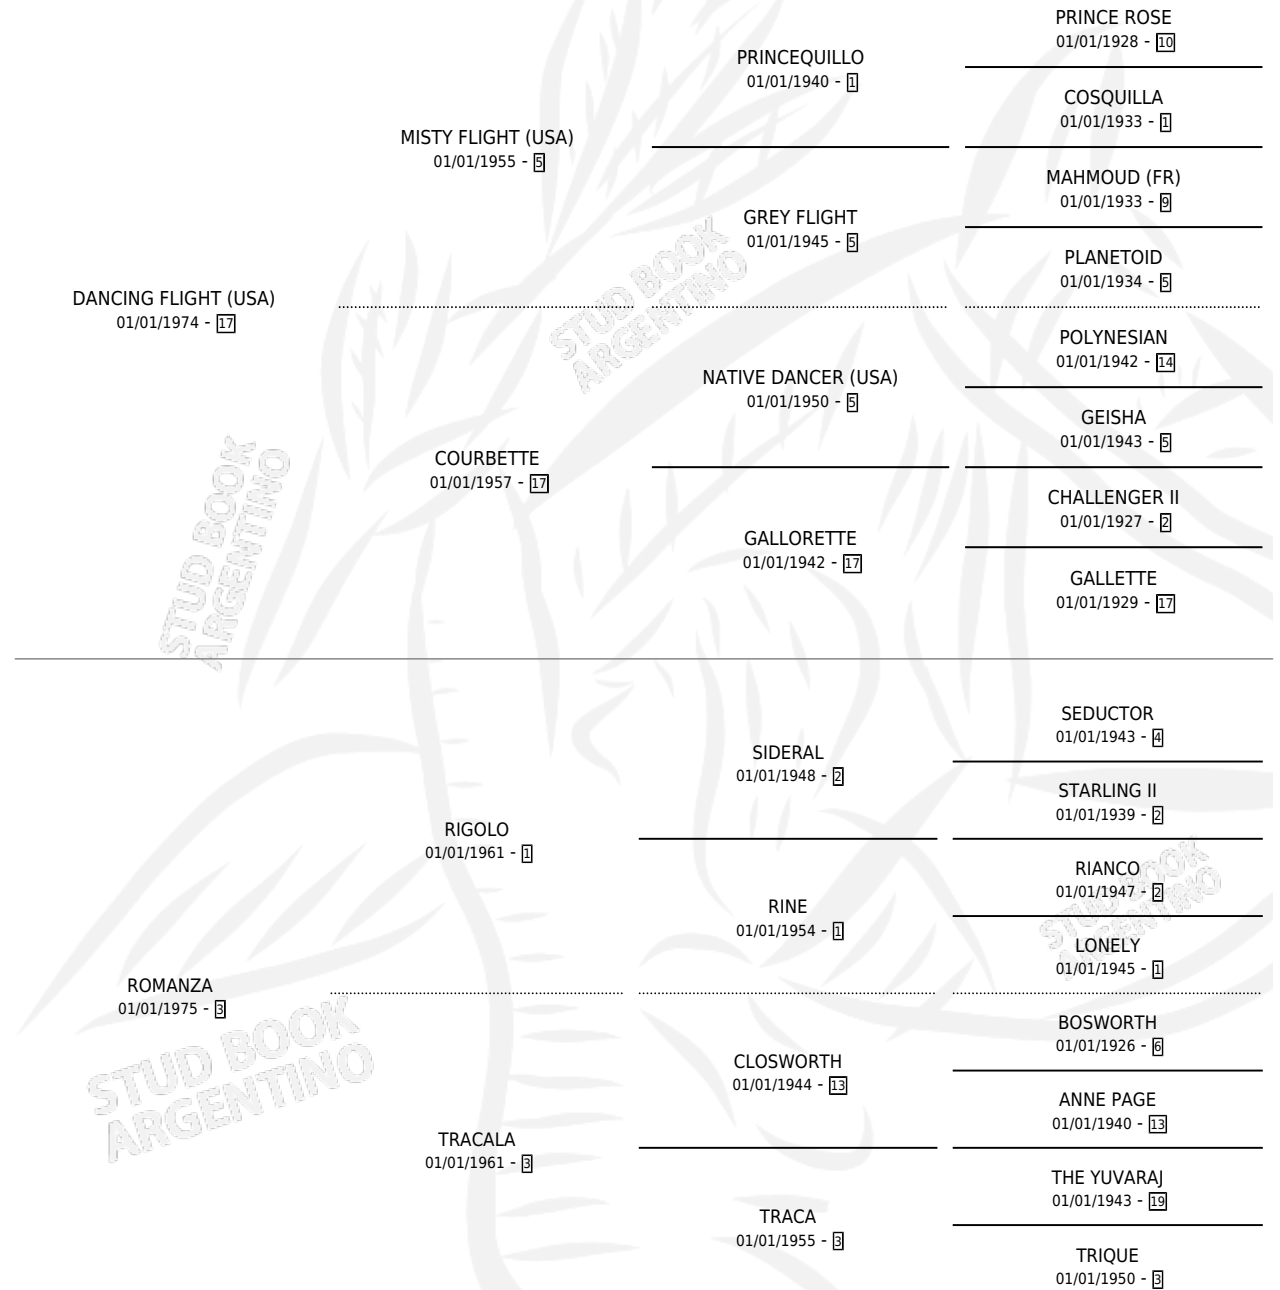 PRINCE ROSE
01/01/1928 - 10
PRINCEQUILLO
01/01/1940 - 1
COSQUILLA
01/01/1933 - 1
MISTY FLIGHT (USA)
01/01/1955 - 5
MAHMOUD (FR)
01/01/1933 - 9
GREY FLIGHT
01/01/1945 - 5
PLANETOID
01/01/1934 - 5
DANCING FLIGHT (USA)
01/01/1974 - 17
STUD BOOK
ARGENTINO
POLYNESIAN
01/01/1942 - 14
NATIVE DANCER (USA)
01/01/1950 - 5
GEISHA
01/01/1943 - 5
COURBETTE
01/01/1957 - 17
CHALLENGER II
01/01/1927 - 2
GALLORETTE
01/01/1942 - 17
GALLETTE
01/01/1929 - 17
STUD BOOK
ARGENTINO
SEDUCTOR
01/01/1943 - 4
SIDERAL
01/01/1948 - 2
STARLING II
01/01/1939 - 2
RIGOLO
01/01/1961 - 1
RIANCO
01/01/1947 - 2
RINE
01/01/1954 - 1
STUD BOOK
ARGENTINO
LONELY
01/01/1945 - 1
ROMANZA
01/01/1975 - 3
STUD BOOK
ARGENTINO
BOSWORTH
01/01/1926 - 6
CLOSWORTH
01/01/1944 - 13
ANNE PAGE
01/01/1940 - 13
TRACALA
01/01/1961 - 3
THE YUVARAJ
01/01/1943 - 19
TRACA
01/01/1955 - 3
TRIQUE
01/01/1950 - 3